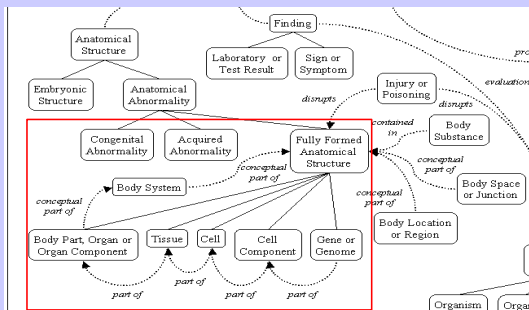 Finding
Anatomical
Structure
pro
Laboratory or
Test Result
Sign or
Symptom
evaluation
Embryonic
Structure
Anatomical
Abnormality
Injury or
Poisoning
disrupts
disrupts
contained
in
Body
Substance
Congenital
Abnormality
Acquired
Abnormality
Fully Formed
Anatomical
Structure
conceptual
part of
conceptual
part of
Body System
Body Space
or Junction
conceptual
part of
conceptual
part of
Body Location
or Region
Body Part, Organ or
Organ Component
Tissue
Cell
Cell
Component
Gene or
Genome
part of
part of
part of
part of
Organism
Orga